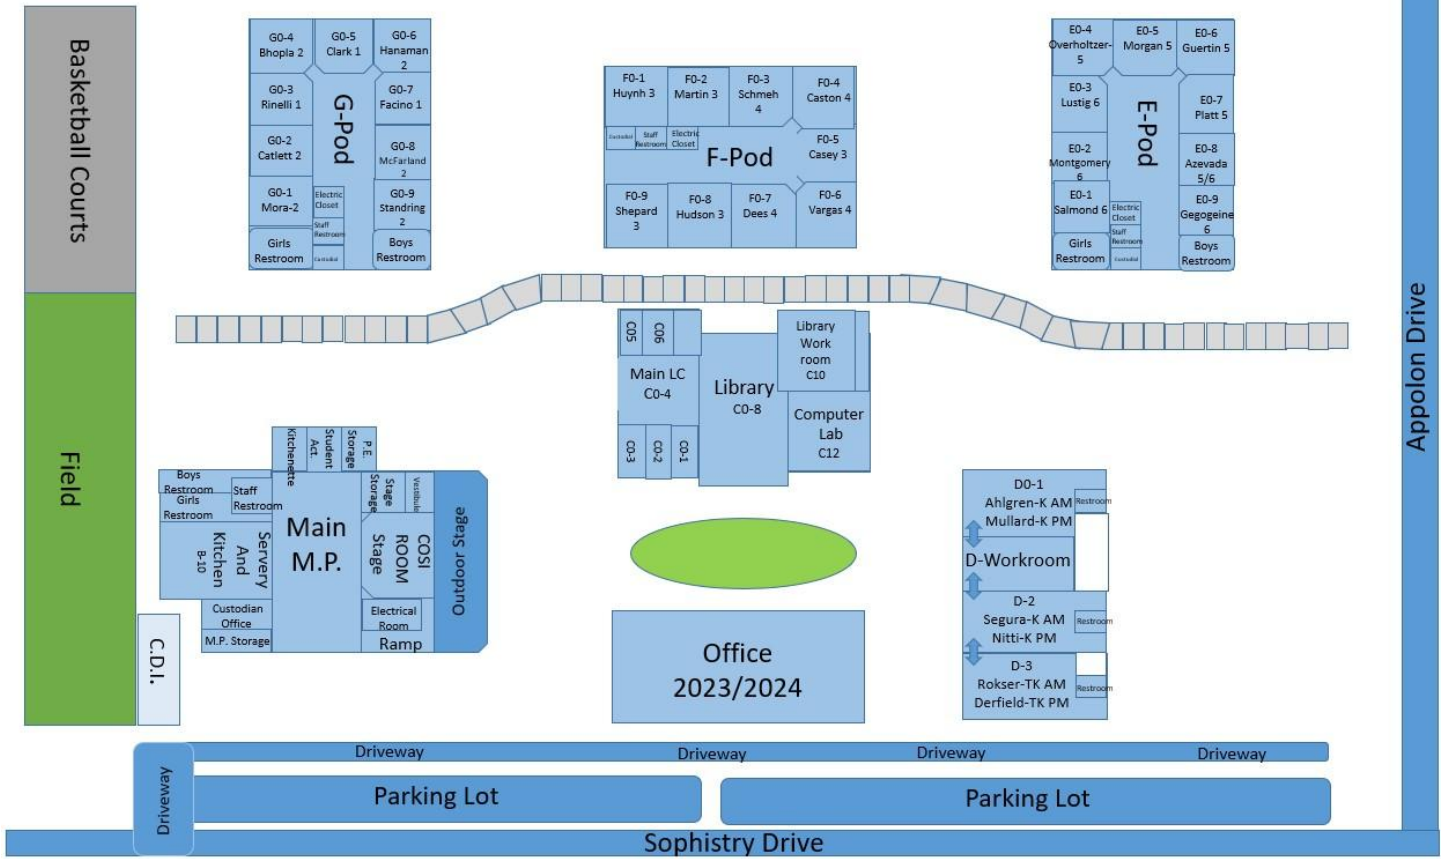 Basketball Courts
Field
G0-4
Bhopla 2
G0-5
Clark 1
G0-6
Hanaman
2
G0-3
Rinelli 1
G-Pod
G0-7
Facino 1
G0-2
Catlett 2
G0-8
McFarland
2
G0-1
Mora-2
Electric
Closet
G0-9
Standring
2
Staff
Restroom
Girls
Restroom
Custodial
Boys
Restroom
F0-1
Huynh 3
F0-2
Martin 3
F0-3
Schmeh
4
F0-4
Caston 4
Custodial
Staff
Restroom
Electric
Closet
F-Pod
F0-5
Casey 3
F0-9
Shepard
3
F0-8
Hudson 3
F0-7
Dees 4
F0-6
Vargas 4
E0-4
Overholtzer-
5
E0-5
Morgan 5
E0-6
Guertin 5
E0-3
Lustig 6
E-Pod
E0-7
Platt 5
E0-2
Montgomery
6
E0-8
Azevada
5/6
E0-1
Salmond 6
Electric
Closet
E0-9
Gegogeine
6
Staff
Restroom
Girls
Restroom
Custodial
Boys
Restroom
C05
C06
Library
Work
room
C10
Main LC
C0-4
Library
C0-8
Computer
Lab
C12
C0-3
C0-2
C0-1
Kitchenette
Student
Act.
P.E.
Storage
Boys
Restroom
Girls
Restroom
Staff
Restroom
Stage
Storage
Vestibule
Main
M.P.
Servery
And
Kitchen
B-10
COSI
ROOM
Stage
Outdoor Stage
Custodian
Office
M.P. Storage
Electrical
Room
Ramp
C.D.I.
Office
2023/2024
D0-1
Ahlgren-K AM
Mullard-K PM
Restroom
D-Workroom
D-2
Segura-K AM
Nitti-K PM
Restroom
D-3
Rokser-TK AM
Derfield-TK PM
Restroom
Appolon Drive
Driveway
Driveway
Driveway
Driveway
Driveway
Parking Lot
Parking Lot
Sophistry Drive